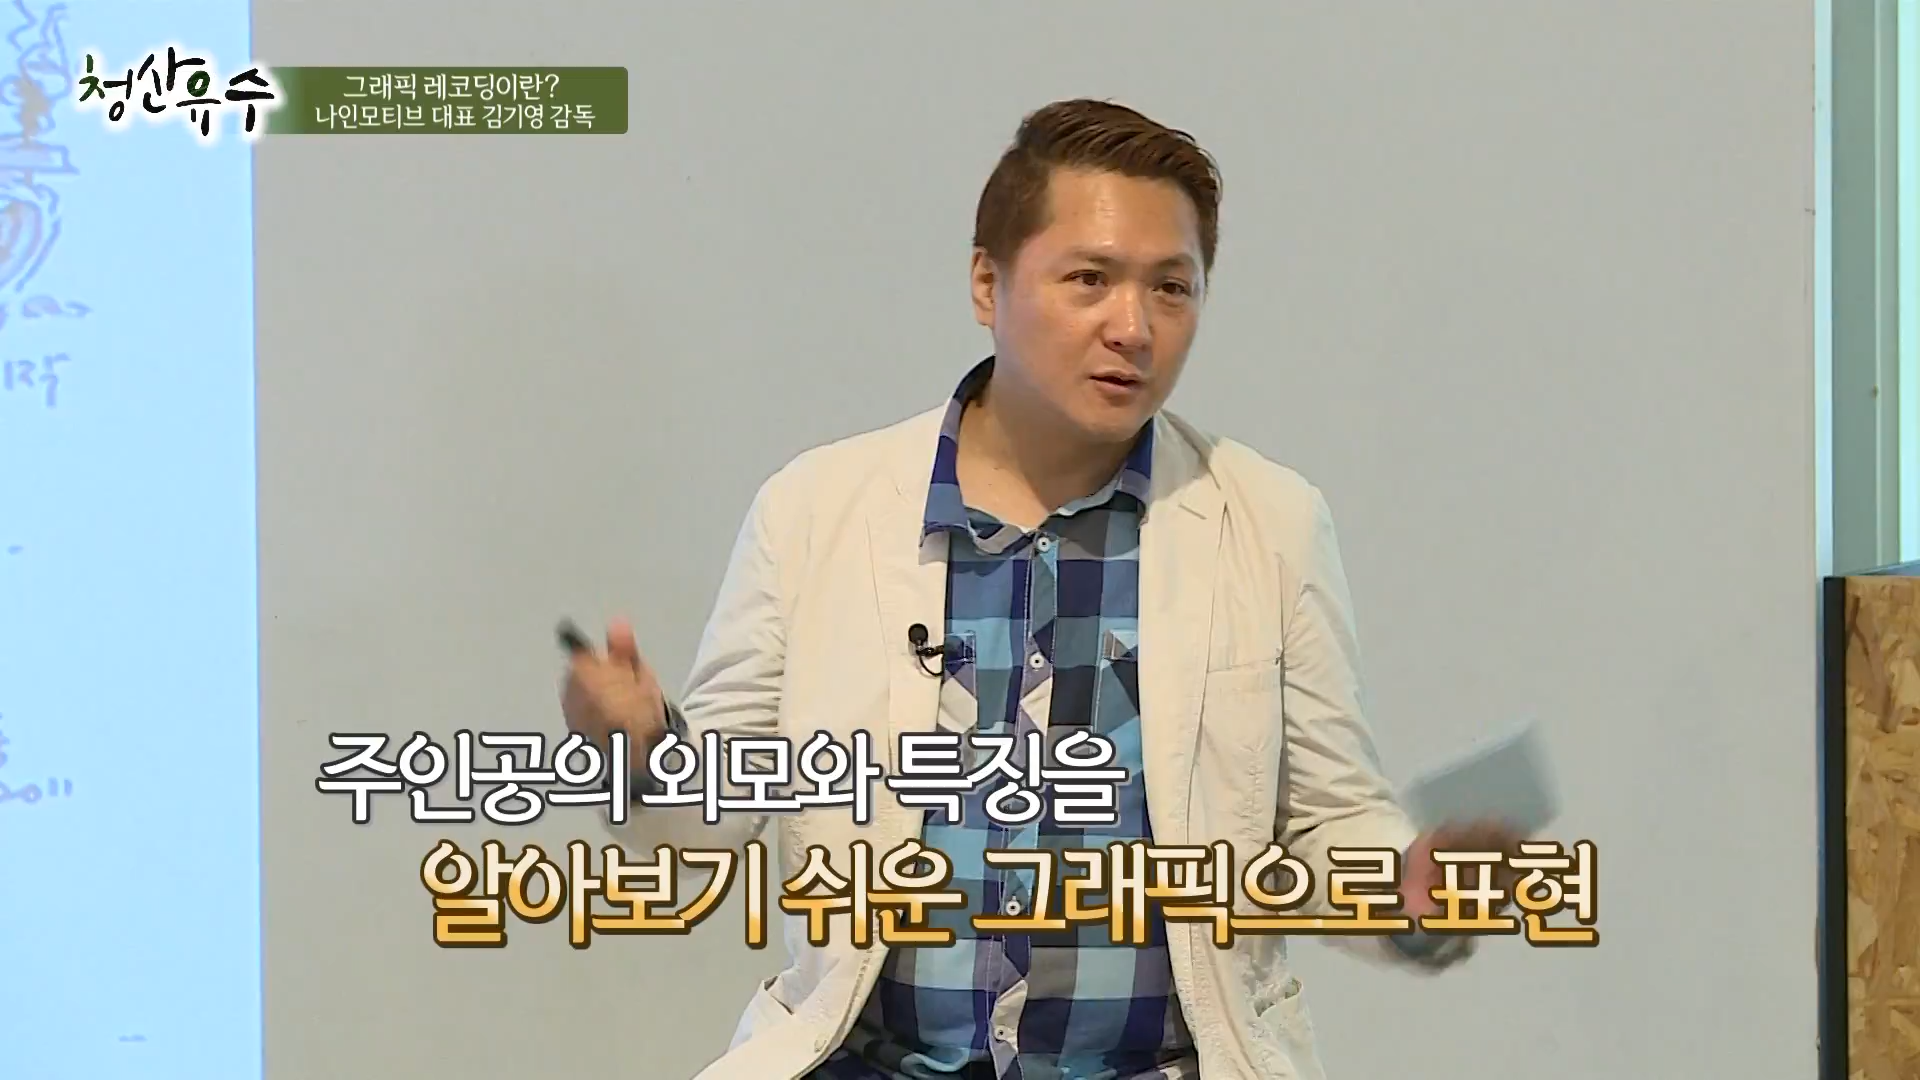 청산유수
그래픽 레코딩이란?
나인모티브 대표 김기영 감독
주인공의 외모와 특징을
알아보기 쉬운 그래픽으로 표현